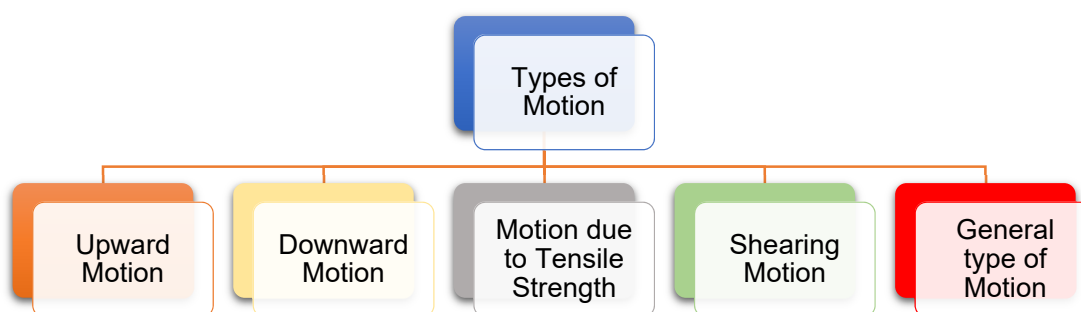 Types of
Motion
Upward
Motion
Downward
Motion
Motion due
to Tensile
Strength
Shearing
Motion
General
type of
Motion